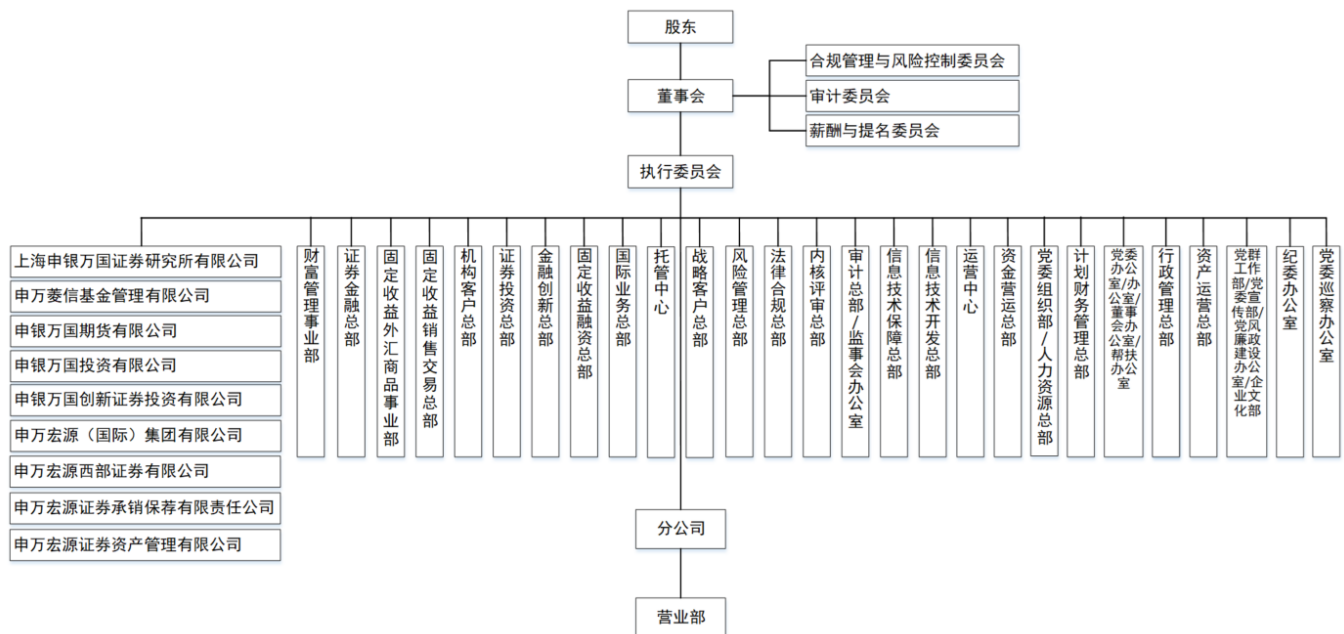 股东
董事会
合规管理与风险控制委员会
审计委员会
薪酬与提名委员会
执行委员会
上海申银万国证券研究所有限公司
申万菱信基金管理有限公司
申银万国期货有限公司
申银万国投资有限公司
申银万国创新证券投资有限公司
申万宏源（国际）集团有限公司
申万宏源西部证券有限公司
申万宏源证券承销保荐有限责任公司
申万宏源证券资产管理有限公司
财富管理事业部
证券金融总部
固定收益外汇商品事业部
固定收益销售交易总部
机构客户总部
证券投资总部
金融创新总部
固定收益融资总部
国际业务总部
托管中心
战略客户总部
风险管理总部
法律合规总部
内核评审总部
审计总部/监事会办公室
信息技术保障总部
信息技术开发总部
运营中心
资金营运总部
党委组织部/人力资源总部
计划财务管理总部
党委办公室/办公室/董事会办公室/帮扶办公室
行政管理总部
资产运营总部
党群工作部/党委宣传部/党风廉政建设办公室/企业文化部
纪委办公室
党委巡察办公室
分公司
营业部